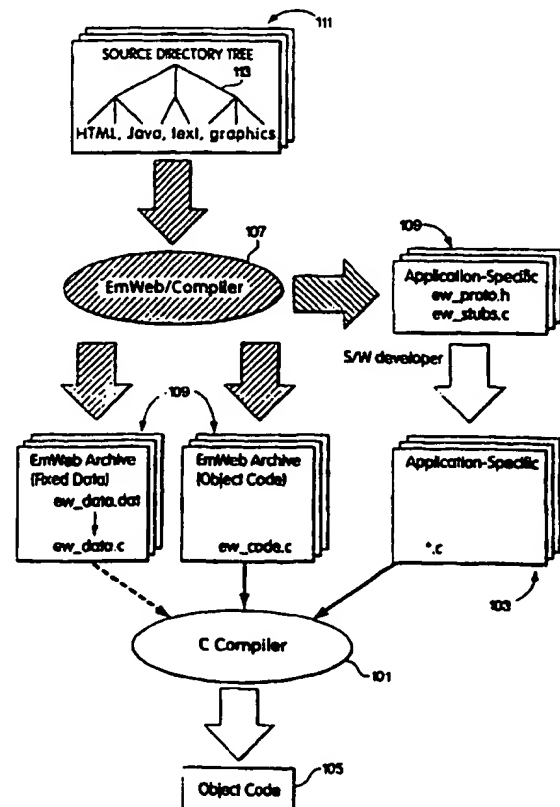 111
SOURCE DIRECTORY TREE
113
HTML, Java, text, graphics
107
EmWeb/Compiler
109
Application-Specific
ew_proto.h
ew_stubs.c
S/W developer
109
EmWeb Archive
(Fixed Data)
ew_data.dat
ew_data.c
EmWeb Archive
(Object Code)
ew_code.c
Application-Specific
*.c
103
C Compiler
101
105
Object Code